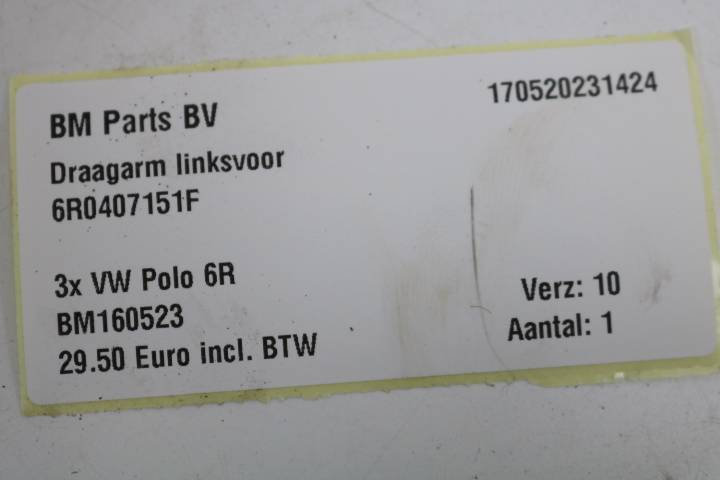 BM Parts BV
170520231424
Draagarm linksvoor
6R0407151F
3x VW Polo 6R
BM160523
29.50 Euro incl. BTW
Verz: 10
Aantal: 1